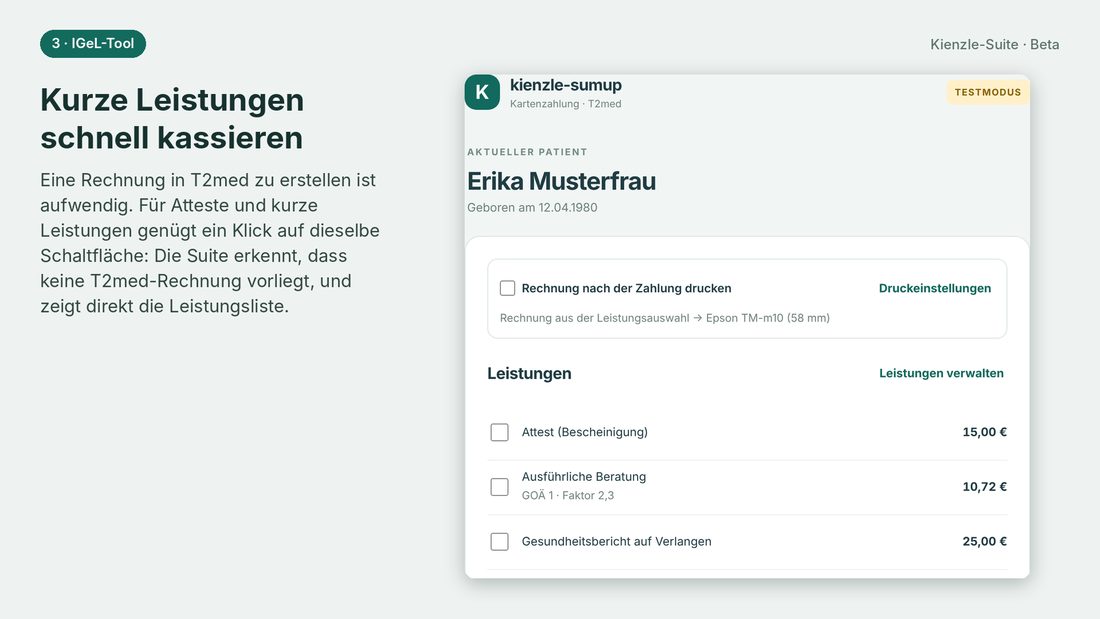 3 · IGeL-Tool
Kienzle-Suite · Beta
Kurze Leistungen
schnell kassieren
Eine Rechnung in T2med zu erstellen ist
aufwendig. Für Atteste und kurze
Leistungen genügt ein Klick auf dieselbe
Schaltfläche: Die Suite erkennt, dass
keine T2med-Rechnung vorliegt, und
zeigt direkt die Leistungsliste.
K
kienzle-sumup
Kartenzahlung · T2med
TESTMODUS
AKTUELLER PATIENT
Erika Musterfrau
Geboren am 12.04.1980
Rechnung nach der Zahlung drucken
Druckeinstellungen
Rechnung aus der Leistungsauswahl → Epson TM-m10 (58 mm)
Leistungen
Leistungen verwalten
Attest (Bescheinigung)
15,00 €
Ausführliche Beratung
GOÄ 1 · Faktor 2,3
10,72 €
Gesundheitsbericht auf Verlangen
25,00 €